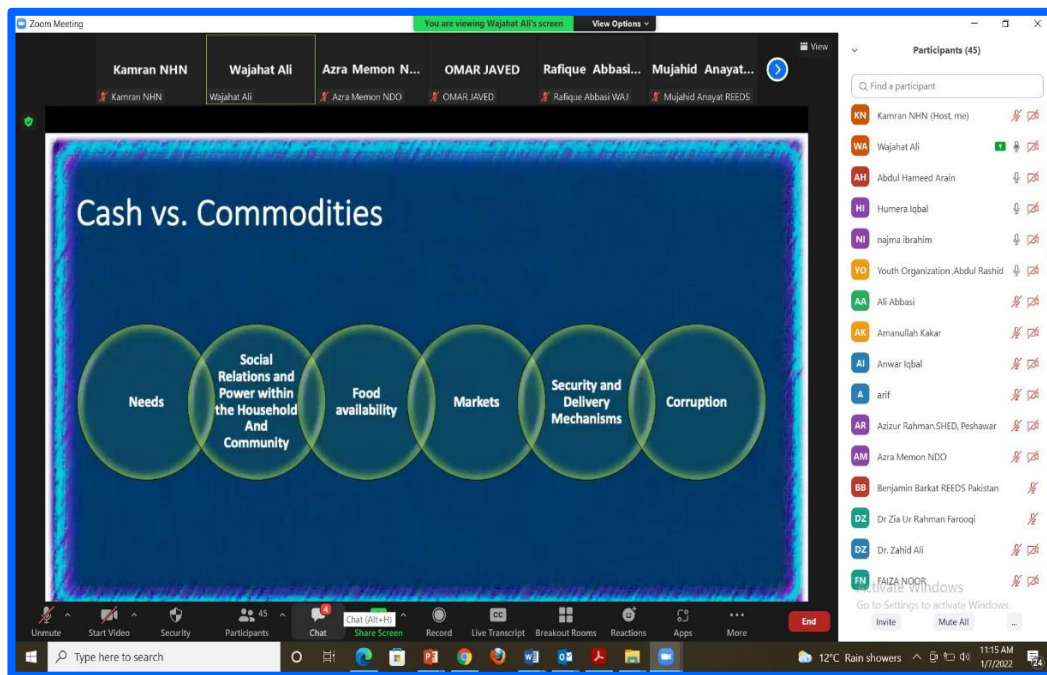 Zoom Meeting
You are viewing Wajahat Ali's screen View Options
View
Kamran NHN
Wajahat Ali
Azra Memon N...
OMAR JAVED
Rafique Abbasi...
Mujahid Anayat...
Kamran NHN
Wajahat Ali
Azra Memon NDO
OMAR JAVED
Rafique Abbasi WAJ
Mujahid Anayat REEDS
Cash vs. Commodities
Needs
Social
Relations and
Power within
the Household
And
Community
Food
availability
Markets
Security and
Delivery
Mechanisms
Corruption
Participants (45)
Find a participant
KN Kamran NHN (Host, me)
WA Wajahat Ali
AH Abdul Hameed Arain
HI Humera Iqbal
NI najma ibrahim
YO Youth Organization ,Abdul Rashid
AA Ali Abbasi
AK Amanullah Kakar
AI Anwar Iqbal
A arif
AR Azizur Rahman,SHED, Peshawar
AM Azra Memon NDO
BB Benjamin Barkat REEDS Pakistan
DZ Dr Zia Ur Rahman Farooqi
DZ Dr. Zahid Ali
FN FAIZA NOOR
Activate Windows
Go to Settings to activate Windows.
Invite Mute All ...
Unmute
Start Video
Security
45
Participants
4
Chat
Chat (Alt+H)
Share Screen
Record
CC
Live Transcript
Breakout Rooms
Reactions
Apps
More
End
Type here to search
12°C Rain showers
11:15 AM
1/7/2022
24